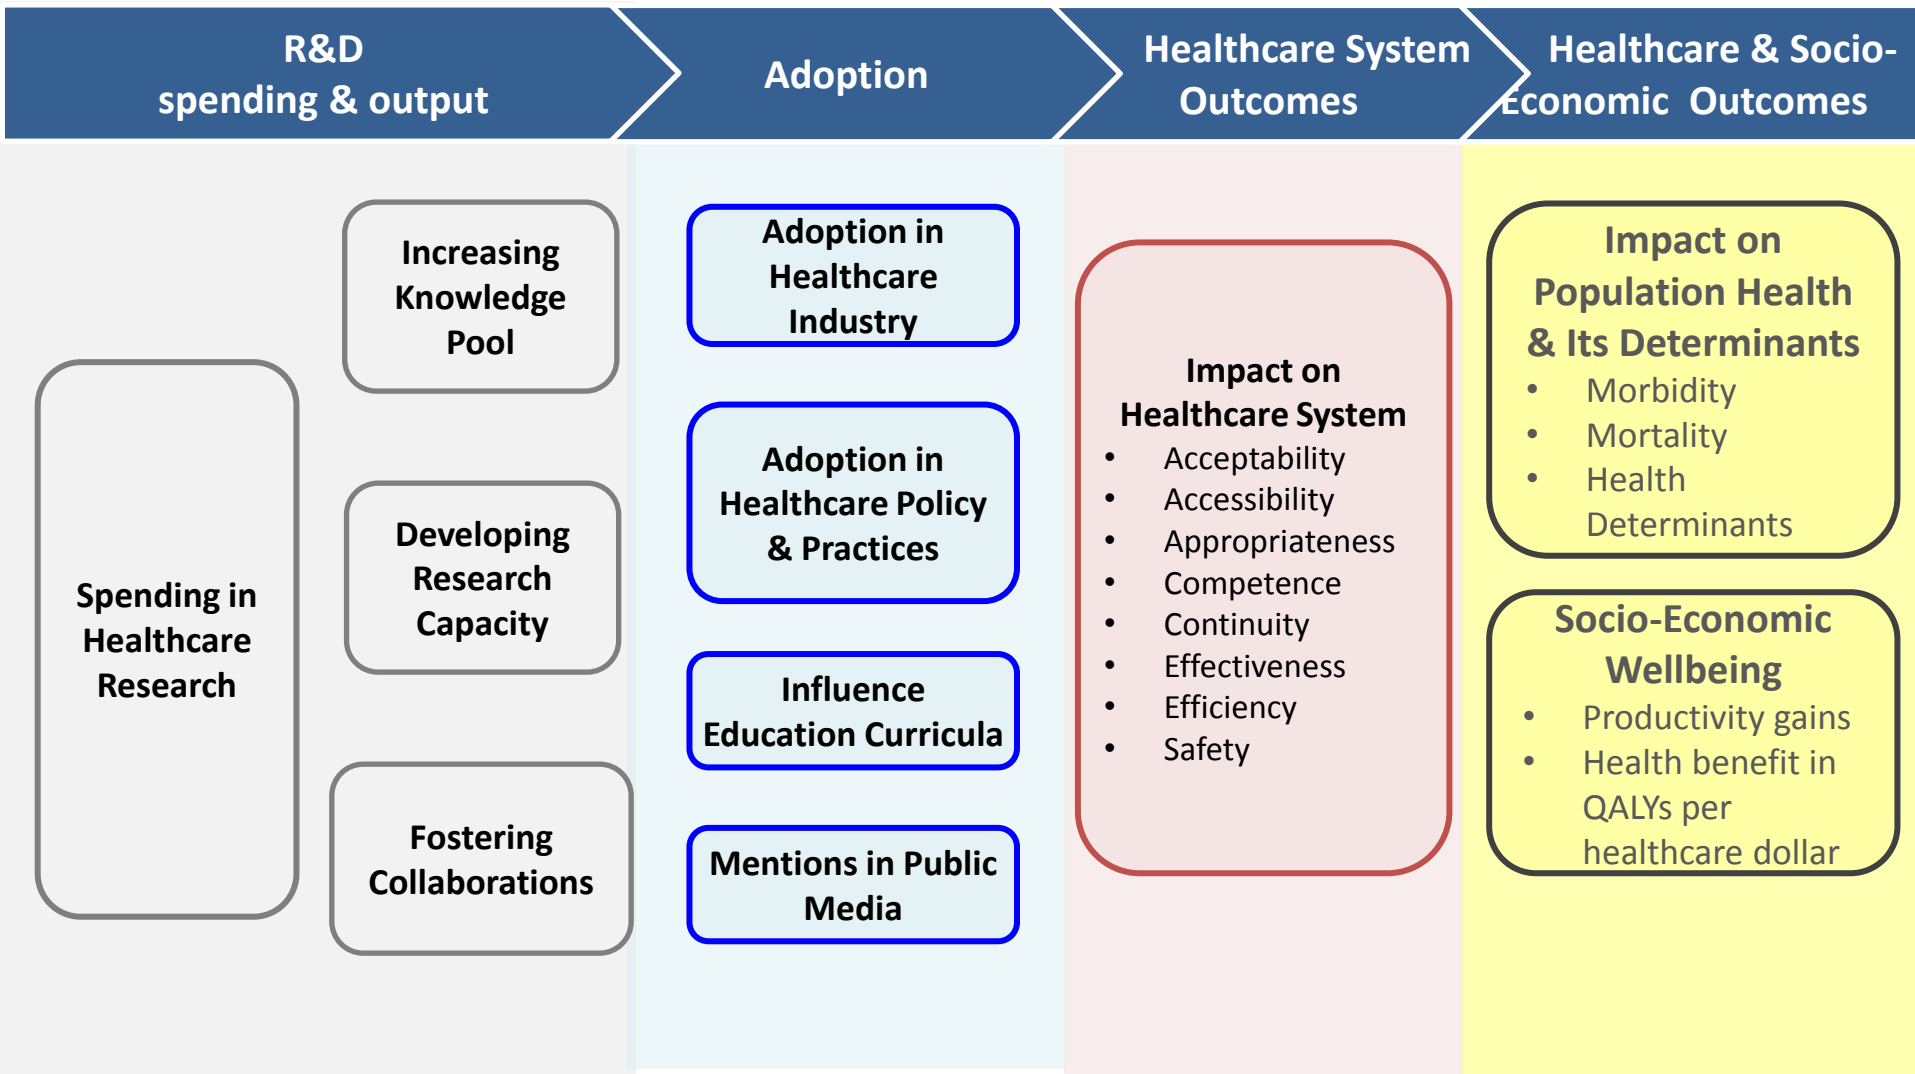 R&D
spending & output
Adoption
Healthcare System
Outcomes
Healthcare & Socio-
Economic Outcomes
Spending in
Healthcare
Research
Increasing
Knowledge
Pool
Developing
Research
Capacity
Fostering
Collaborations
Adoption in
Healthcare
Industry
Adoption in
Healthcare Policy
& Practices
Influence
Education Curricula
Mentions in Public
Media
Impact on
Healthcare System
• Acceptability
• Accessibility
• Appropriateness
• Competence
• Continuity
• Effectiveness
• Efficiency
• Safety
Impact on
Population Health
& Its Determinants
• Morbidity
• Mortality
• Health
Determinants
Socio-Economic
Wellbeing
• Productivity gains
• Health benefit in
QALYs per
healthcare dollar